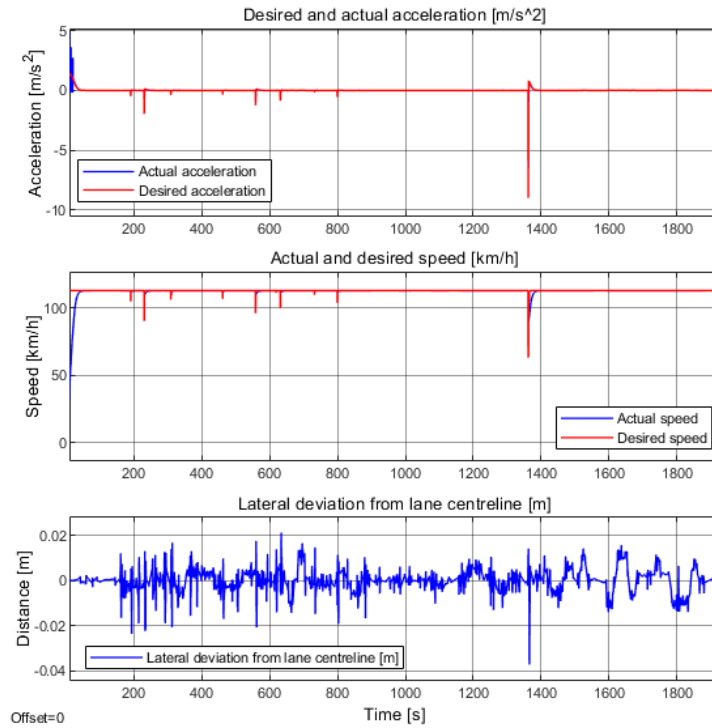 Desired and actual acceleration [m/s^2]
Acceleration [m/s2]
5
0
-5
-10
Actual acceleration
Desired acceleration
200 400 600 800 1000 1200 1400 1600 1800
Actual and desired speed [km/h]
Speed [km/h]
100
50
0
Actual speed
Desired speed
200 400 600 800 1000 1200 1400 1600 1800
Lateral deviation from lane centreline [m]
Distance [m]
0.02
0
-0.02
-0.04
Lateral deviation from lane centreline [m]
200 400 600 800 1000 1200 1400 1600 1800
Time [s]
Offset=0